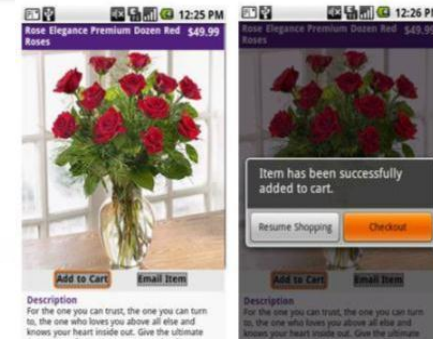 12:25 PM
Rose Elegance Premium Dozen Red $49.99
Roses
Add to Cart
Email Item
Description
For the one you can trust, the one you can turn
to, the one who loves you above all else and
knows your heart inside out. Give the ultimate
12:26 PM
Rose Elegance Premium Dozen Red $49.99
Roses
Item has been successfully
added to cart.
Resume Shopping
Checkout
Add to Cart
Email Item
Description
For the one you can trust, the one you can turn
to, the one who loves you above all else and
knows your heart inside out. Give the ultimate